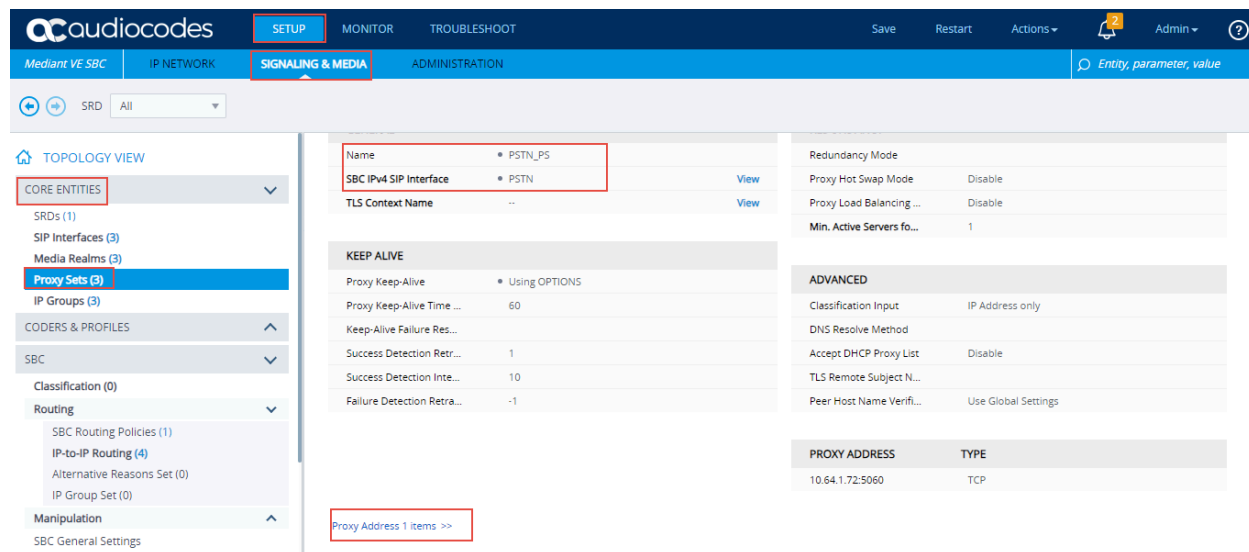 audiocodes SETUP MONITOR TROUBLESHOOT Save Restart Actions 2 Admin ?
Mediant VE SBC IP NETWORK SIGNALING & MEDIA ADMINISTRATION Entity, parameter, value
SRD All
TOPOLOGY VIEW
CORE ENTITIES
SRDs (1)
SIP Interfaces (3)
Media Realms (3)
Proxy Sets (3)
IP Groups (3)
CODERS & PROFILES
SBC
Classification (0)
Routing
SBC Routing Policies (1)
IP-to-IP Routing (4)
Alternative Reasons Set (0)
IP Group Set (0)
Manipulation
SBC General Settings
Name • PSTN_PS
SBC IPv4 SIP Interface • PSTN View
TLS Context Name -- View
KEEP ALIVE
Proxy Keep-Alive • Using OPTIONS
Proxy Keep-Alive Time ... 60
Keep-Alive Failure Res...
Success Detection Retr... 1
Success Detection Inte... 10
Failure Detection Retra... -1
Redundancy Mode
Proxy Hot Swap Mode Disable
Proxy Load Balancing ... Disable
Min. Active Servers fo... 1
ADVANCED
Classification Input IP Address only
DNS Resolve Method
Accept DHCP Proxy List Disable
TLS Remote Subject N...
Peer Host Name Verifi... Use Global Settings
PROXY ADDRESS TYPE
10.64.1.72:5060 TCP
Proxy Address 1 items >>